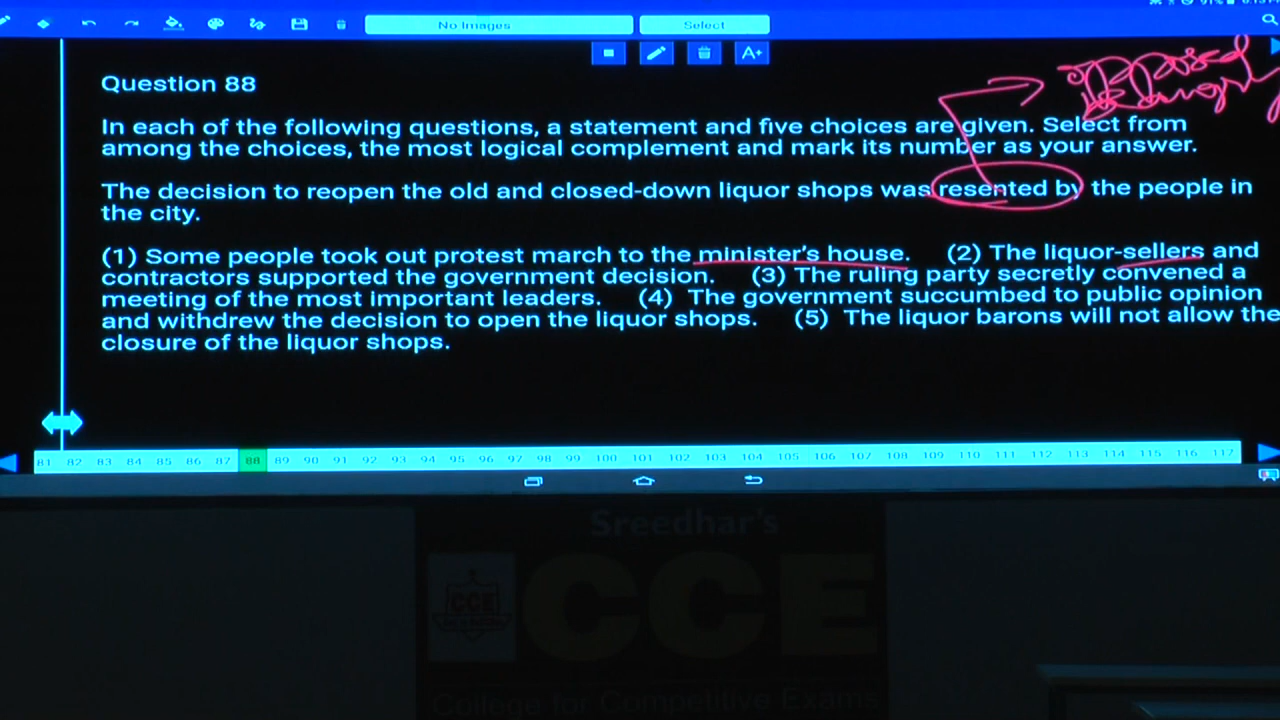 No Images
Select
A+
Question 88
In each of the following questions, a statement and five choices are given. Select from
among the choices, the most logical complement and mark its number as your answer.
The decision to reopen the old and closed-down liquor shops was resented by the people in
the city.
(1) Some people took out protest march to the minister's house. (2) The liquor-sellers and
contractors supported the government decision. (3) The ruling party secretly convened a
meeting of the most important leaders. (4) The government succumbed to public opinion
and withdrew the decision to open the liquor shops. (5) The liquor barons will not allow the
closure of the liquor shops.
81 82 83 84 85 86 87 88 89 90 91 92 93 94 95 96 97 98 99 100 101 102 103 104 105 106 107 108 109 110 111 112 113 114 115 116 117
Sreedhar's
CCE
CCE
College for Competitive Exams